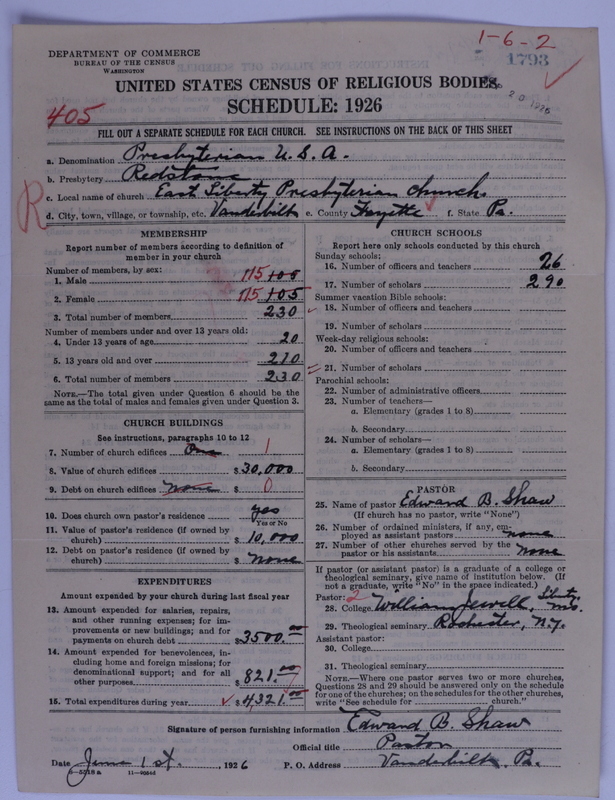 1-6-2
1793
DEPARTMENT OF COMMERCE
BUREAU OF THE CENSUS
WASHINGTON
UNITED STATES CENSUS OF RELIGIOUS BODIES
20 1926
SCHEDULE: 1926
405
FILL OUT A SEPARATE SCHEDULE FOR EACH CHURCH. SEE INSTRUCTIONS ON THE BACK OF THIS SHEET
a. Denomination Presbyterian U.S.A.
b. Presbytery Redstone
c. Local name of church East Liberty Presbyterian Church
R
d. City, town, village, or township, etc. Vanderbilt e. County Fayette f. State Pa.
MEMBERSHIP
Report number of members according to definition of
member in your church
Number of members, by sex:
1. Male 115 105
2. Female 115 105
3. Total number of members 230
Number of members under and over 13 years old:
4. Under 13 years of age 20
5. 13 years old and over 210
6. Total number of members 230
NOTE.—The total given under Question 6 should be
same as the total of males and females given under Question 3.
CHURCH BUILDINGS
See instructions, paragraphs 10 to 12
7. Number of church edifices One 1
8. Value of church edifices $30,000
9. Debt on church edifices None $ 0
10. Does church own pastor's residence yes
Yes or No
11. Value of pastor's residence (if owned by
church) $ 10,000
12. Debt on pastor's residence (if owned by
church) $ None
EXPENDITURES
Amount expended by your church during last fiscal year
13. Amount expended for salaries, repairs,
and other running expenses; for im-
provements or new buildings; and for
payments on church debt $3500.00
14. Amount expended for benevolences, in-
cluding home and foreign missions; for
denominational support; and for all
other purposes $821.00
15. Total expenditures during year $4321.00
CHURCH SCHOOLS
Report here only schools conducted by this church
Sunday schools:
16. Number of officers and teachers 26
17. Number of scholars 290
Summer vacation Bible schools:
18. Number of officers and teachers
19. Number of scholars
Week-day religious schools:
20. Number of officers and teachers
21. Number of scholars
Parochial schools:
22. Number of administrative officers
23. Number of teachers—
a. Elementary (grades 1 to 8)
b. Secondary
24. Number of scholars—
a. Elementary (grades 1 to 8)
b. Secondary
PASTOR
25. Name of pastor Edward B. Shaw
(If church has no pastor, write "None")
26. Number of ordained ministers, if any, em-
ployed as assistant pastors none
27. Number of other churches served by the
pastor or his assistants none
If pastor (or assistant pastor) is a graduate of a college or
theological seminary, give name of institution below. (If
not a graduate, write "No" in the space indicated.)
Pastor: 2
28. College William Jewell, Liberty, Mo.
29. Theological seminary Rochester, N.Y.
Assistant pastor:
30. College
31. Theological seminary
NOTE.—Where one pastor serves two or more churches,
Questions 28 and 29 should be answered only on the schedule
for one of the churches; on the schedules for the other churches,
write "See schedule for church."
Signature of person furnishing information Edward B. Shaw
Official title Pastor
Date June 1st, 1926 P. O. Address Vanderbilt, Pa.